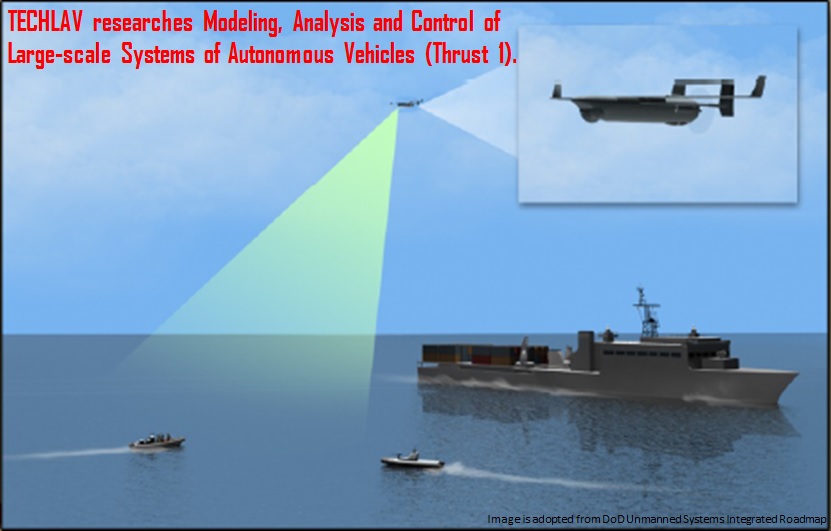 TECHLAV researches Modeling, Analysis and Control of
Large-scale Systems of Autonomous Vehicles (Thrust 1).
Image is adopted from DoD Unmanned Systems Integrated Roadmap